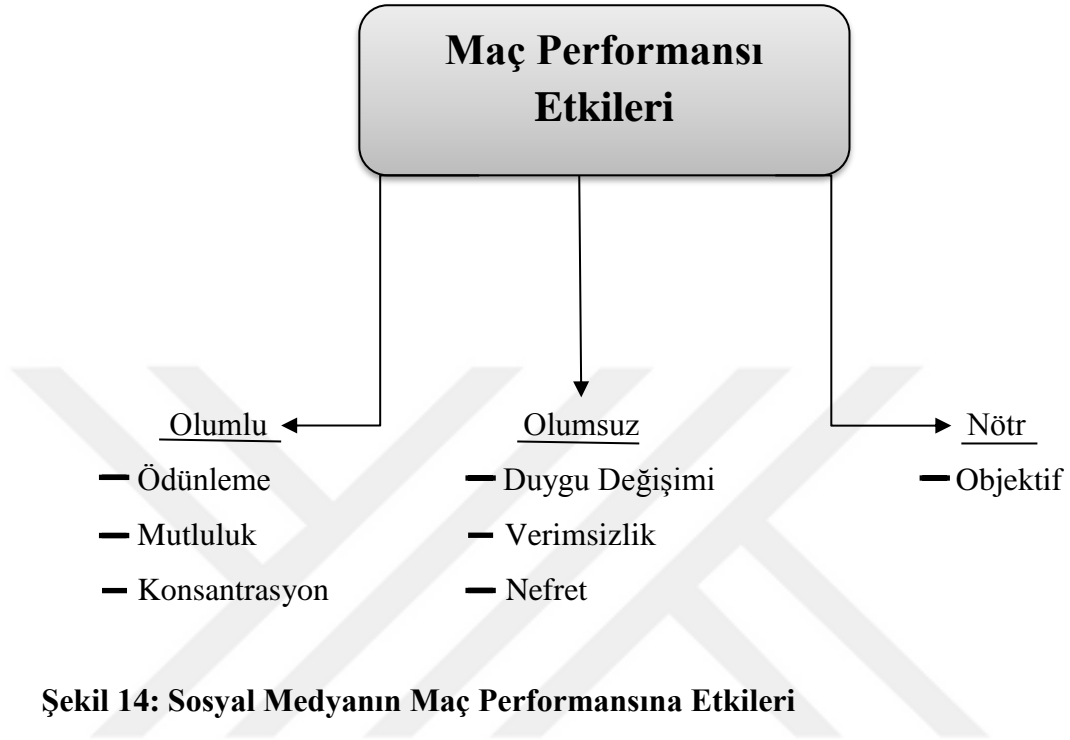 Maç Performansı
Etkileri
Olumlu
Ödünleme
Mutluluk
Konsantrasyon
Olumsuz
Duygu Değişimi
Verimsizlik
Nefret
Nötr
Objektif
Şekil 14: Sosyal Medyanın Maç Performansına Etkileri